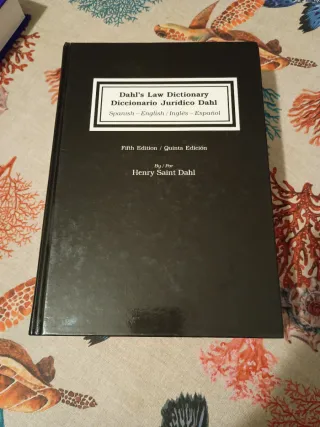 Dahl's Law Dictionary
Diccionario Jurídico Dahl
Spanish - English / Inglés - Español
Fifth Edition / Quinta Edición
By / Por
Henry Saint Dahl